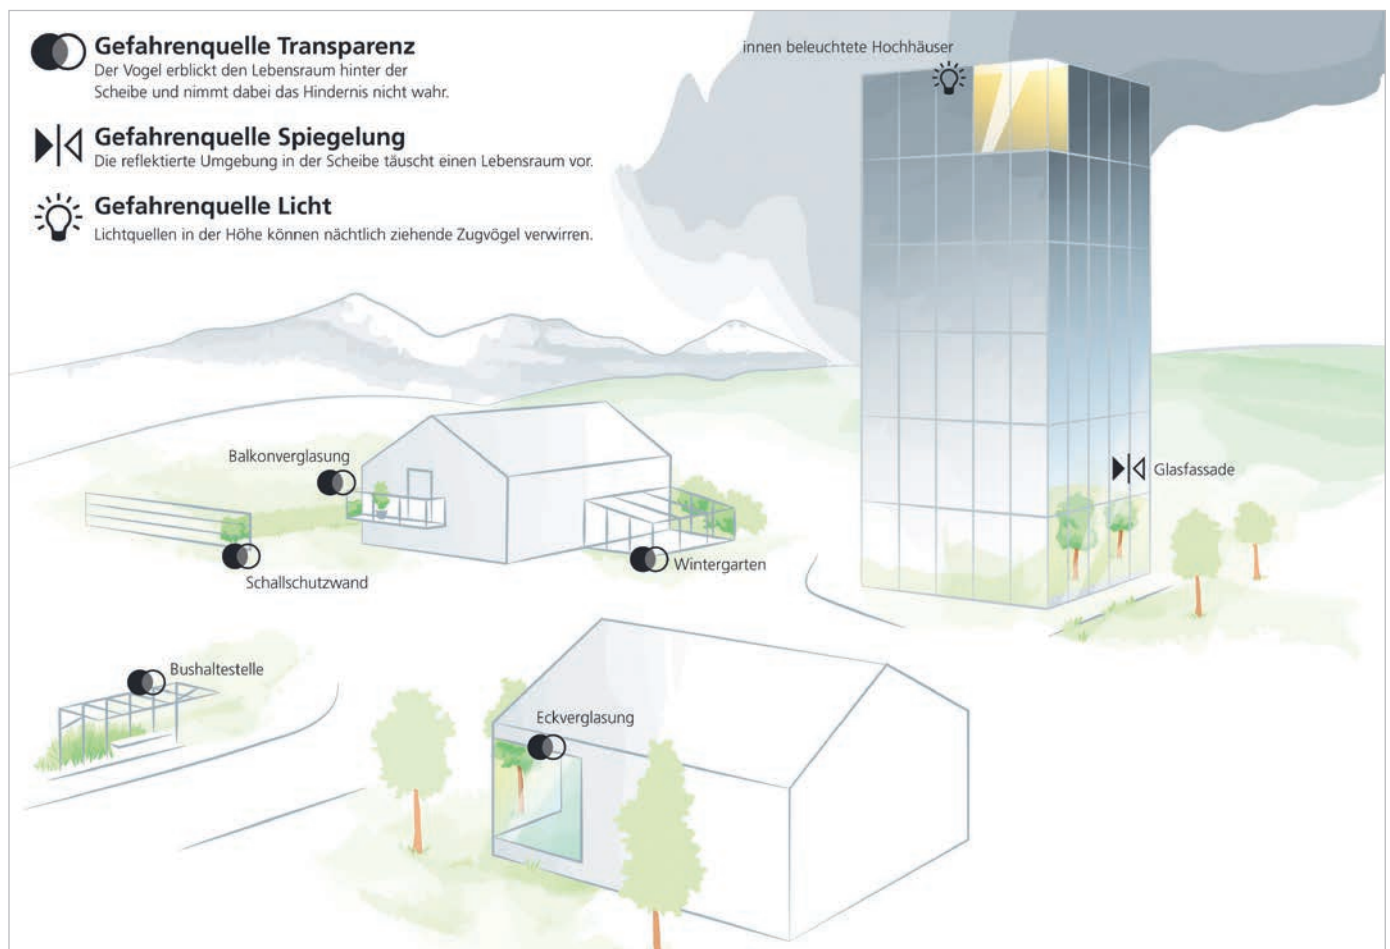 Gefahrenquelle Transparenz
Der Vogel erblickt den Lebensraum hinter der
Scheibe und nimmt dabei das Hindernis nicht wahr.
Gefahrenquelle Spiegelung
Die reflektierte Umgebung in der Scheibe täuscht einen Lebensraum vor.
Gefahrenquelle Licht
Lichtquellen in der Höhe können nächtlich ziehende Zugvögel verwirren.
innen beleuchtete Hochhäuser
Balkonverglasung
Glasfassade
Schallschutzwand
Wintergarten
Bushaltestelle
Eckverglasung